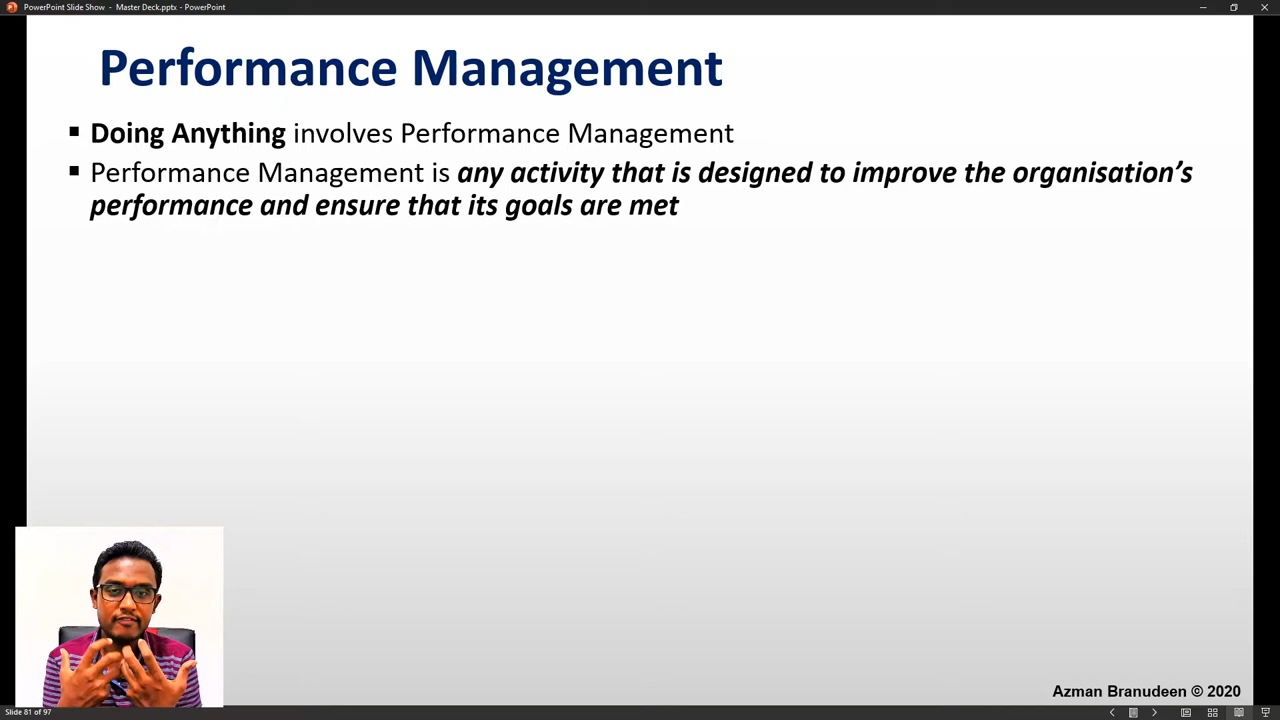 PowerPoint Slide Show - Master Deck.pptx - PowerPoint
Performance Management
▪ Doing Anything involves Performance Management
▪ Performance Management is any activity that is designed to improve the organisation’s
performance and ensure that its goals are met
Azman Branudeen © 2020
Slide 81 of 97